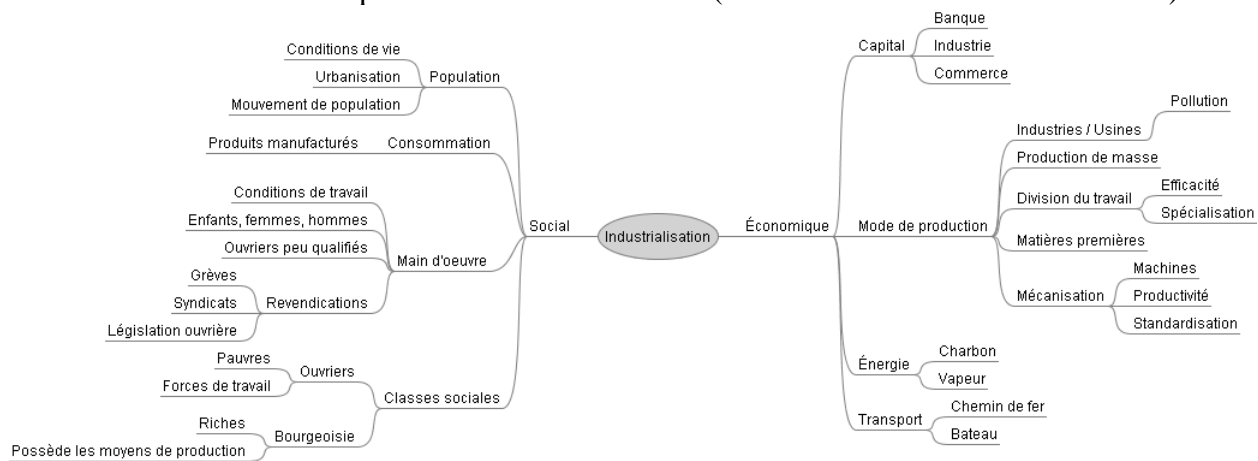 Conditions de vie
Urbanisation
Mouvement de population
Population
Produits manufacturés
Consommation
Conditions de travail
Enfants, femmes, hommes
Ouvriers peu qualifiés
Grèves
Syndicats
Législation ouvrière
Revendications
Main d'oeuvre
Pauvres
Forces de travail
Ouvriers
Riches
Possède les moyens de production
Bourgeoisie
Classes sociales
Social
Industrialisation
Économique
Capital
Banque
Industrie
Commerce
Mode de production
Industries / Usines
Pollution
Production de masse
Division du travail
Efficacité
Spécialisation
Matières premières
Mécanisation
Machines
Productivité
Standardisation
Énergie
Charbon
Vapeur
Transport
Chemin de fer
Bateau